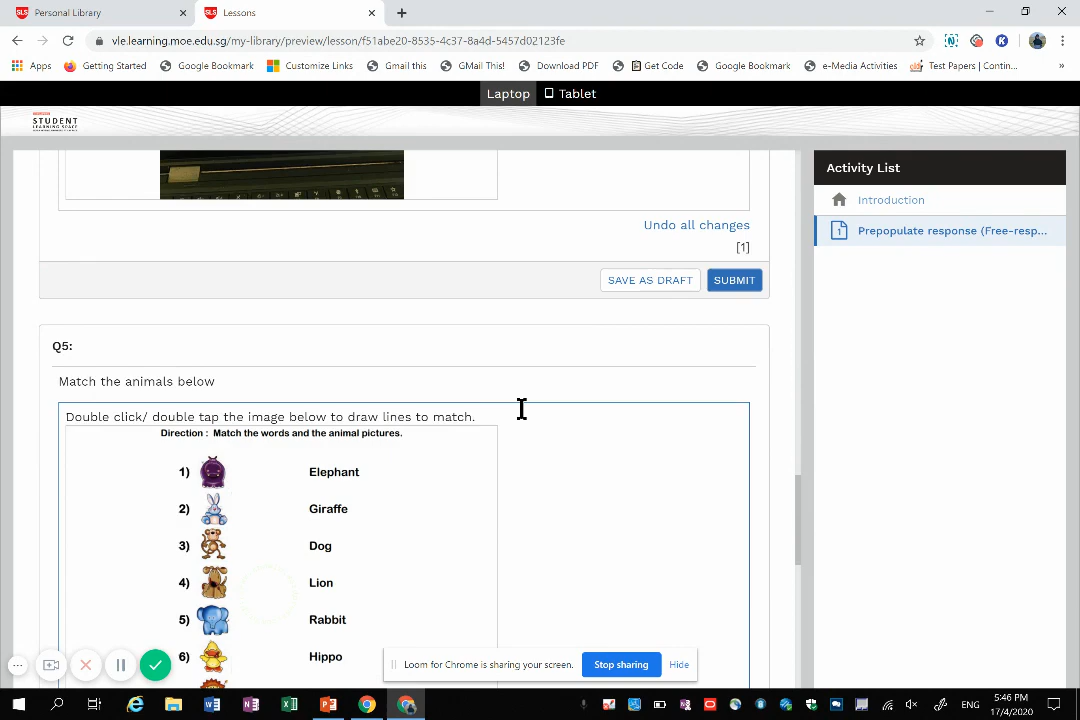 Personal Library
Lessons
vle.learning.moe.edu.sg/my-library/preview/lesson/f51abe20-8535-4c37-8a4d-5457d02123fe
Apps Getting Started Google Bookmark Customize Links Gmail this GMail This! Download PDF Get Code Google Bookmark e-Media Activities Test Papers | Contin... »
Laptop Tablet
STUDENT
LEARNING SPACE
Activity List
Introduction
1 Prepopulate response (Free-resp...
Undo all changes
[1]
SAVE AS DRAFT SUBMIT
Q5:
Match the animals below
Double click/ double tap the image below to draw lines to match.
Direction : Match the words and the animal pictures.
1) Elephant
2) Giraffe
3) Dog
4) Lion
5) Rabbit
6) Hippo
Loom for Chrome is sharing your screen. Stop sharing Hide
ENG
5:46 PM
17/4/2020